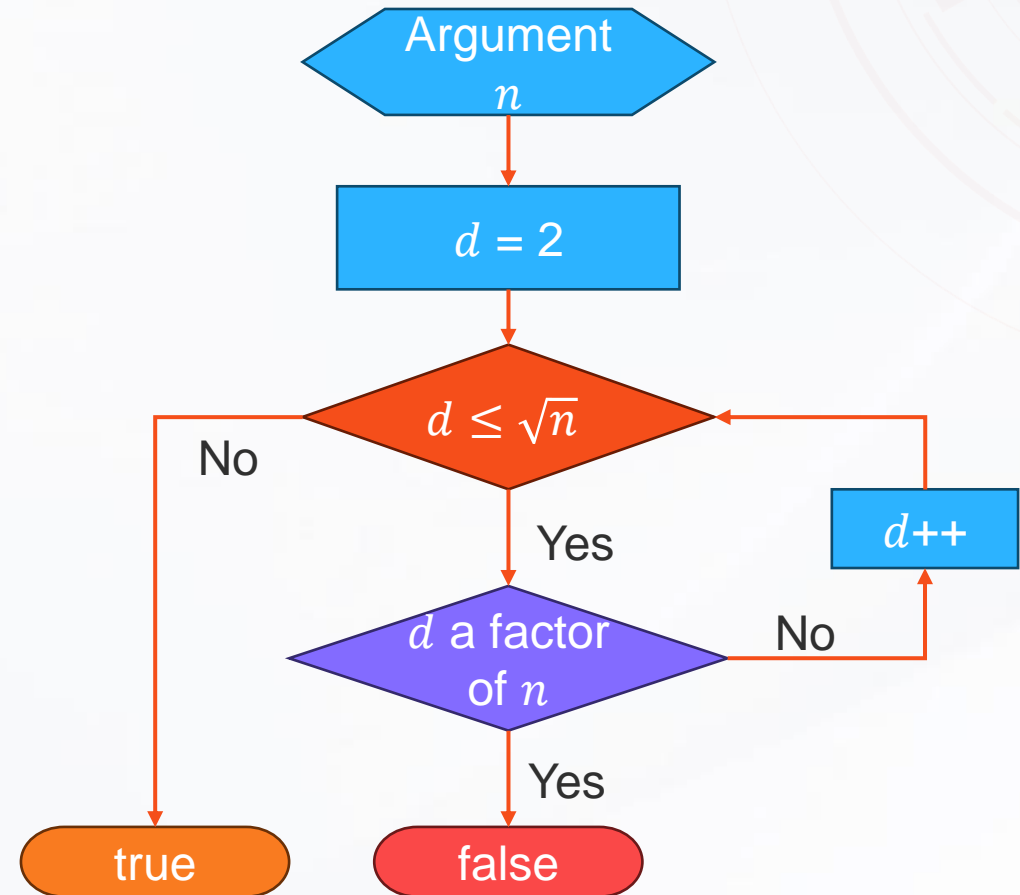 Argument
n
d = 2
d ≤ √n
No
Yes
d++
d a factor
of n
No
Yes
true
false